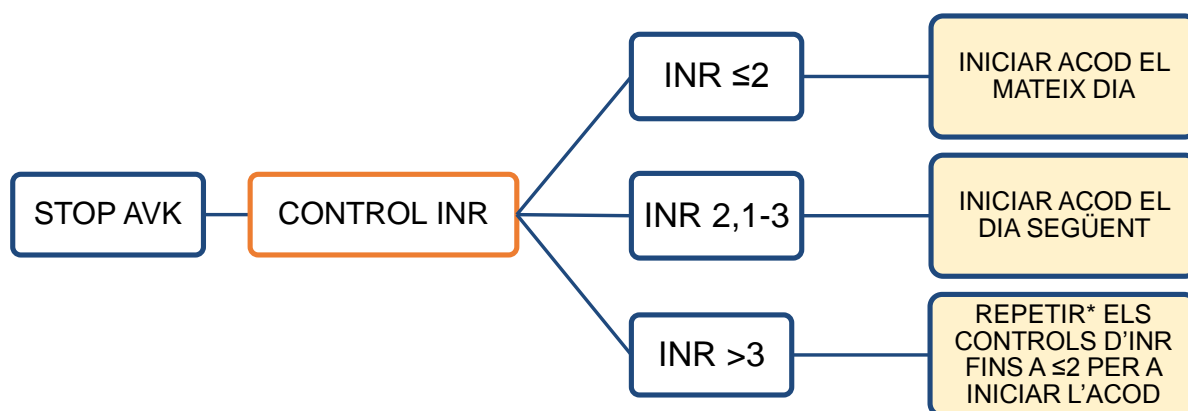 STOP AVK
CONTROL INR
INR ≤2
INICIAR ACOD EL
MATEIX DIA
INR 2,1-3
INICIAR ACOD EL
DIA SEGÜENT
INR >3
REPETIR* ELS
CONTROLS D’INR
FINS A ≤2 PER A
INICIAR L’ACOD